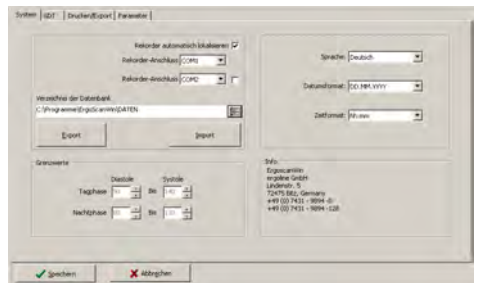 System GDT Drucken/Export Parameter
Rekorder automatisch lokalisieren
Rekorder-Anschluss COM1
Rekorder-Anschluss COM2
Verzeichnis der Datenbank
C:\Programme\ErgoScanWin\DATEN
Export Import
Sprache: Deutsch
Datumsformat: DD.MM.YYYY
Zeitformat:
Grenzwerte
Diastole Systole
Tagphase Bis
Nachtphase Bis
Info
ErgoscanWin
ergoline GmbH
Lindenstr. 5
72475 Bitz, Germany
+49 (0) 7431 - 9894 -0
+49 (0) 7431 - 9894 -128
Speichern Abbrechen